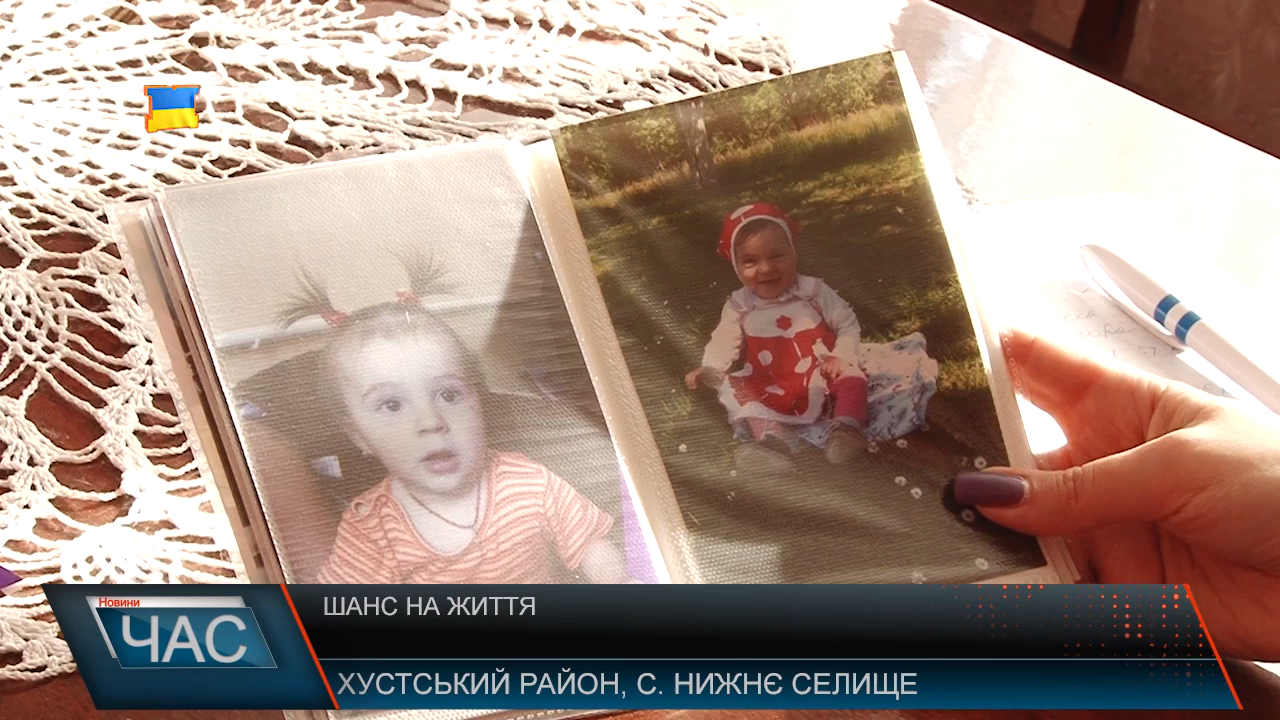 Новини
ЧАС
ШАНС НА ЖИТТЯ
ХУСТСЬКИЙ РАЙОН, С. НИЖНЄ СЕЛИЩЕ